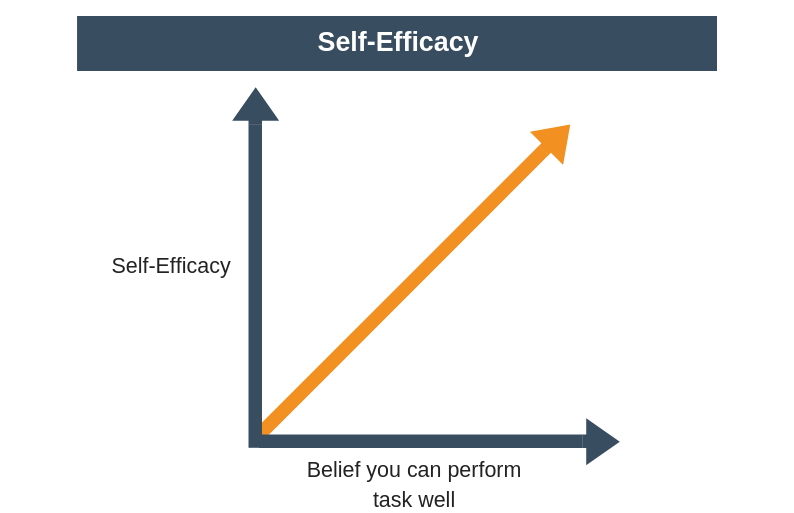 Self-Efficacy
Self-Efficacy
Belief you can perform
task well